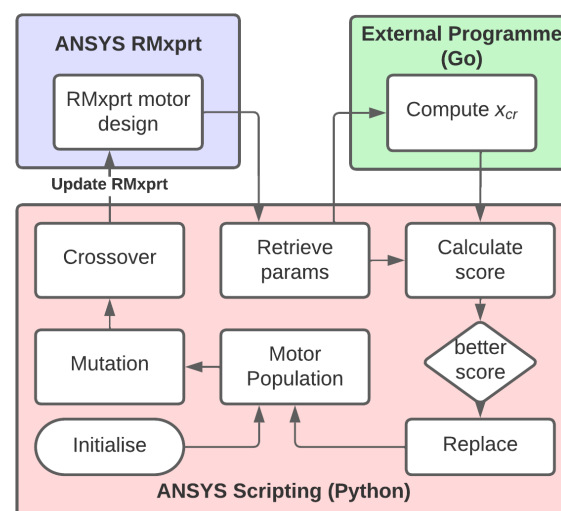 ANSYS RMxprt
RMxprt motor
design
External Programme
(Go)
Compute x_cr
Update RMxprt
Crossover
Retrieve
params
Calculate
score
Mutation
Motor
Population
better
score
Initialise
Replace
ANSYS Scripting (Python)